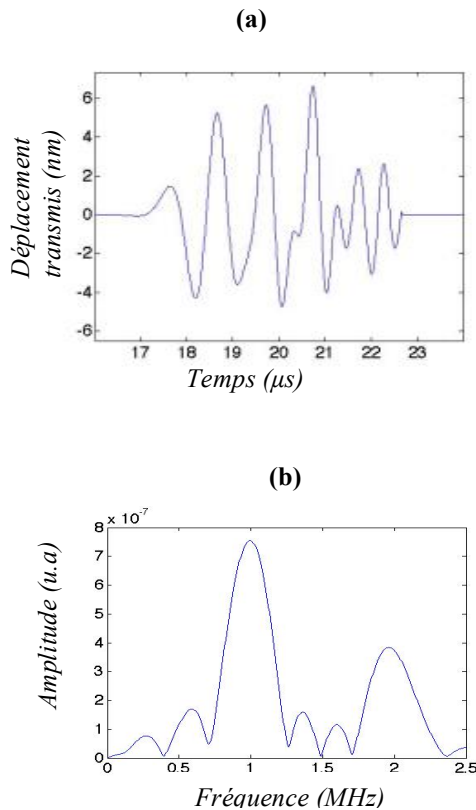 (a)
6
4
2
0
-2
-4
-6
Déplacement
transmis (nm)
17 18 19 20 21 22 23
Temps (μs)
(b)
8 x 10^-7
7
6
5
4
3
2
1
0
Amplitude (u.a)
0 0.5 1 1.5 2 2.5
Fréquence (MHz)